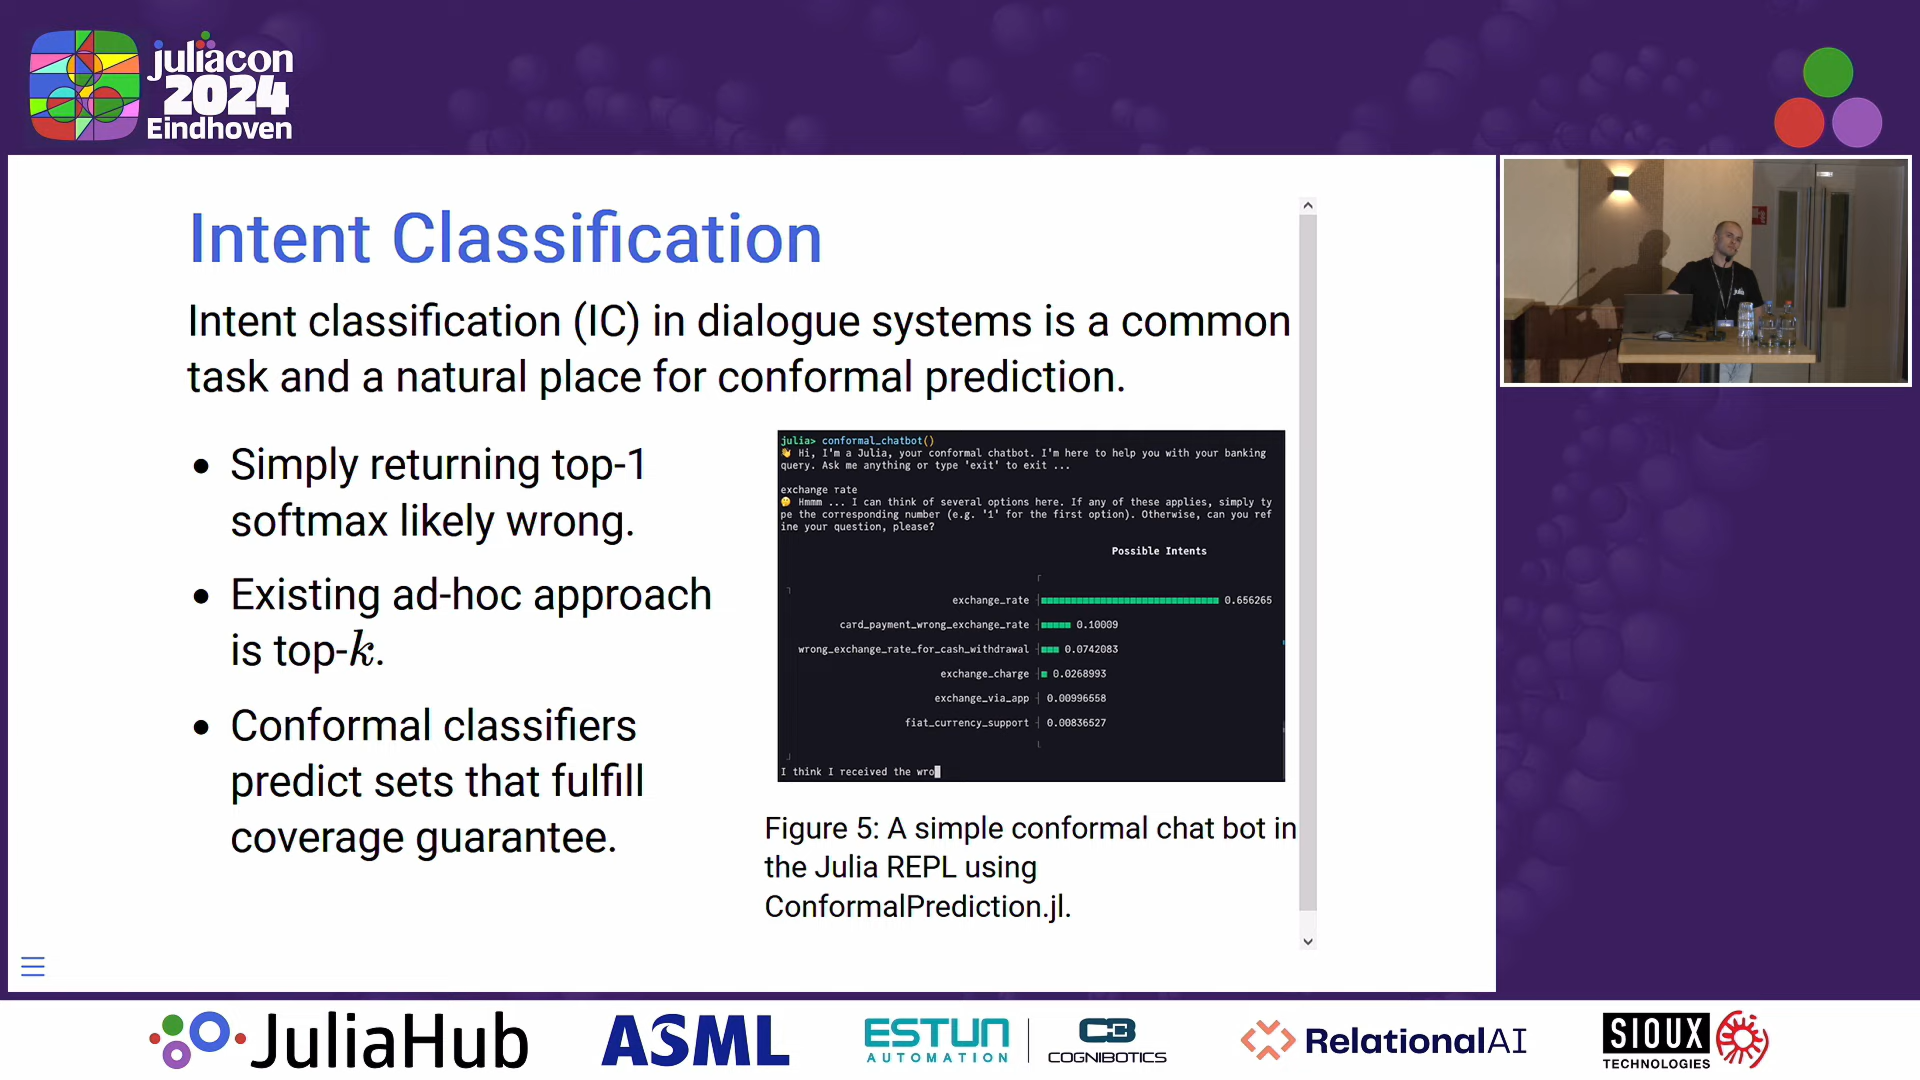 juliacon
2024
Eindhoven
Intent Classification
Intent classification (IC) in dialogue systems is a common
task and a natural place for conformal prediction.
Simply returning top-1
softmax likely wrong.
Existing ad-hoc approach
is top-k.
Conformal classifiers
predict sets that fulfill
coverage guarantee.
julia> conformal_chatbot()
👋 Hi, I'm a Julia, your conformal chatbot. I'm here to help you with your banking
query. Ask me anything or type 'exit' to exit ...
exchange rate
🤔 Hmmm ... I can think of several options here. If any of these applies, simply ty
pe the corresponding number (e.g. '1' for the first option). Otherwise, can you ref
ine your question, please?
Possible Intents
exchange_rate 0.656265
card_payment_wrong_exchange_rate 0.10009
wrong_exchange_rate_for_cash_withdrawal 0.0742083
exchange_charge 0.0268993
exchange_via_app 0.00996558
fiat_currency_support 0.00836527
I think I received the wro
Figure 5: A simple conformal chat bot in
the Julia REPL using
ConformalPrediction.jl.
JuliaHub
ASML
ESTUN
AUTOMATION
COGNIBOTICS
RelationalAI
SIOUX
TECHNOLOGIES